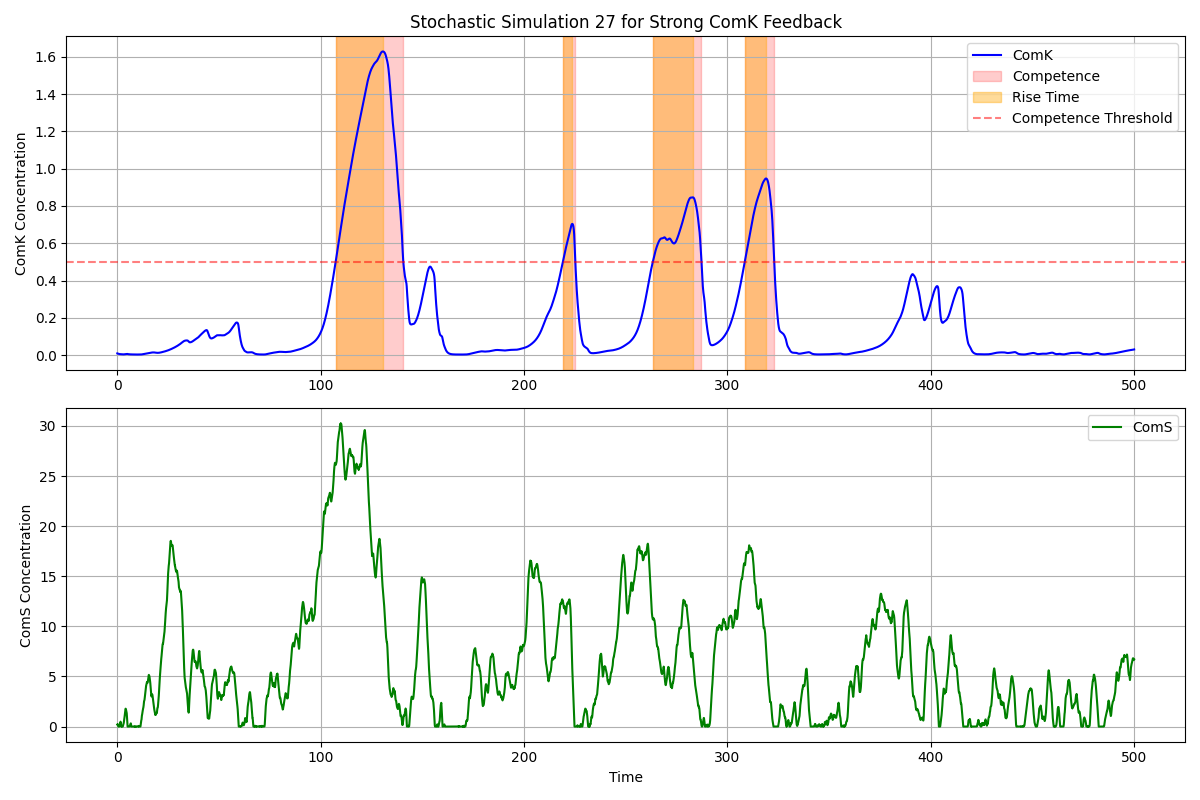 Stochastic Simulation 27 for Strong ComK Feedback
ComK Concentration
1.6
1.4
1.2
1.0
0.8
0.6
0.4
0.2
0.0
ComK
Competence
Rise Time
Competence Threshold
0 100 200 300 400 500
ComS Concentration
30
25
20
15
10
5
0
ComS
0 100 200 300 400 500
Time